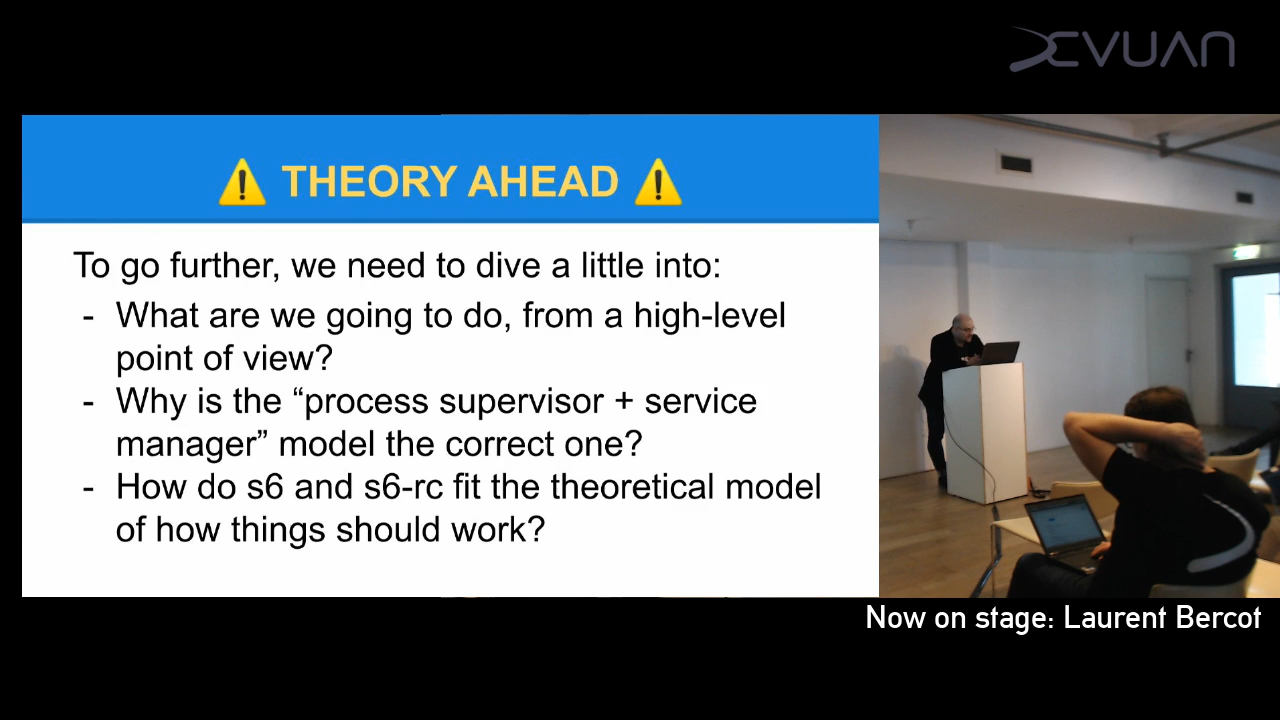 DEVUAN
⚠ THEORY AHEAD ⚠
To go further, we need to dive a little into:
- What are we going to do, from a high-level
point of view?
- Why is the “process supervisor + service
manager” model the correct one?
- How do s6 and s6-rc fit the theoretical model
of how things should work?
Now on stage: Laurent Bercot